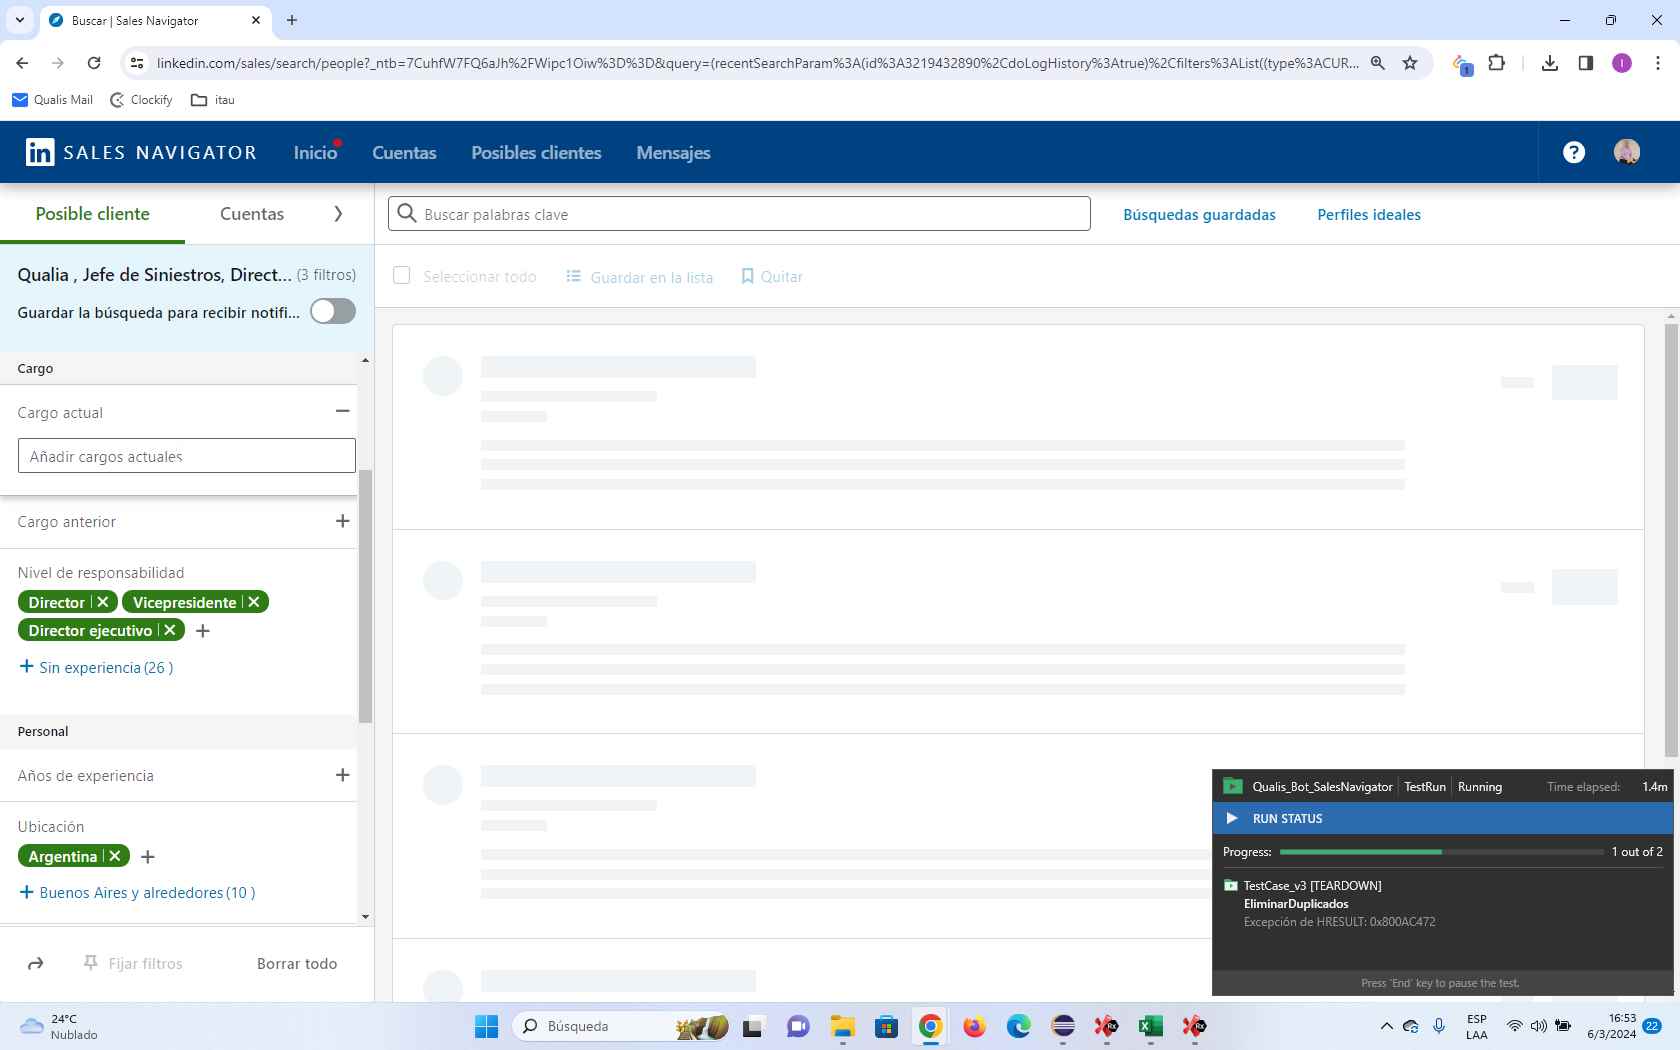 Buscar | Sales Navigator
linkedin.com/sales/search/people?_ntb=7CuhfW7FQ6aJh%2FWipc1Oiw%3D%3D&query=(recentSearchParam%3A(id%3A3219432890%2CdoLogHistory%3Atrue)%2Cfilters%3AList((type%3ACUR...
1
I
Qualis Mail
Clockify
itau
in SALES NAVIGATOR
Inicio
Cuentas
Posibles clientes
Mensajes
?
Posible cliente
Cuentas
Buscar palabras clave
Búsquedas guardadas
Perfiles ideales
Qualia , Jefe de Siniestros, Direct... (3 filtros)
Guardar la búsqueda para recibir notifi...
Seleccionar todo
Guardar en la lista
Quitar
Cargo
Cargo actual
Añadir cargos actuales
Cargo anterior
Nivel de responsabilidad
Director
Vicepresidente
Director ejecutivo
+ Sin experiencia (26 )
Personal
Años de experiencia
Ubicación
Argentina
+ Buenos Aires y alrededores (10 )
Fijar filtros
Borrar todo
Qualis_Bot_SalesNavigator
TestRun
Running
Time elapsed: 1.4m
RUN STATUS
Progress: 1 out of 2
TestCase_v3 [TEARDOWN]
EliminarDuplicados
Excepción de HRESULT: 0x800AC472
Press 'End' key to pause the test.
24°C
Nublado
Búsqueda
ESP
LAA
16:53
6/3/2024
22